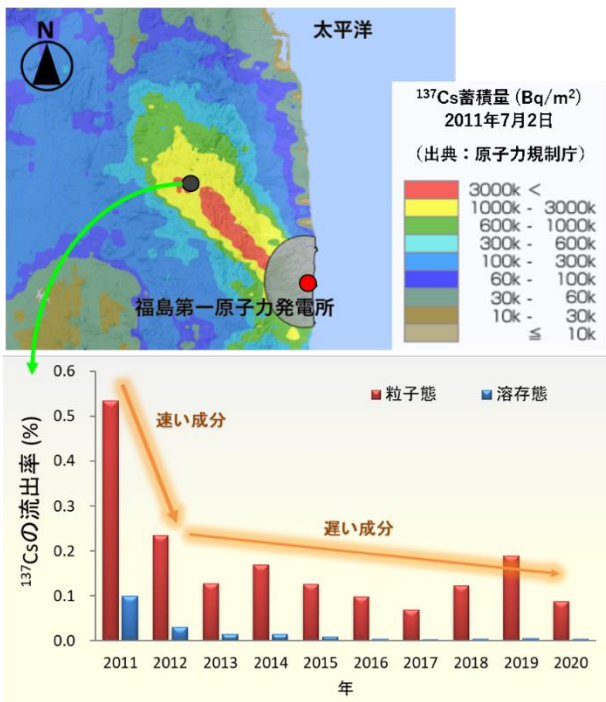 N
太平洋
福島第一原子力発電所
¹³⁷Cs蓄積量 (Bq/m²)
2011年7月2日
（出典：原子力規制庁）
3000k <
1000k - 3000k
600k - 1000k
300k - 600k
100k - 300k
60k - 100k
30k - 60k
10k - 30k
≦ 10k
¹³⁷Csの流出率 (%)
0.6
0.5
0.4
0.3
0.2
0.1
0.0
粒子態 溶存態
速い成分
遅い成分
2011 2012 2013 2014 2015 2016 2017 2018 2019 2020
年